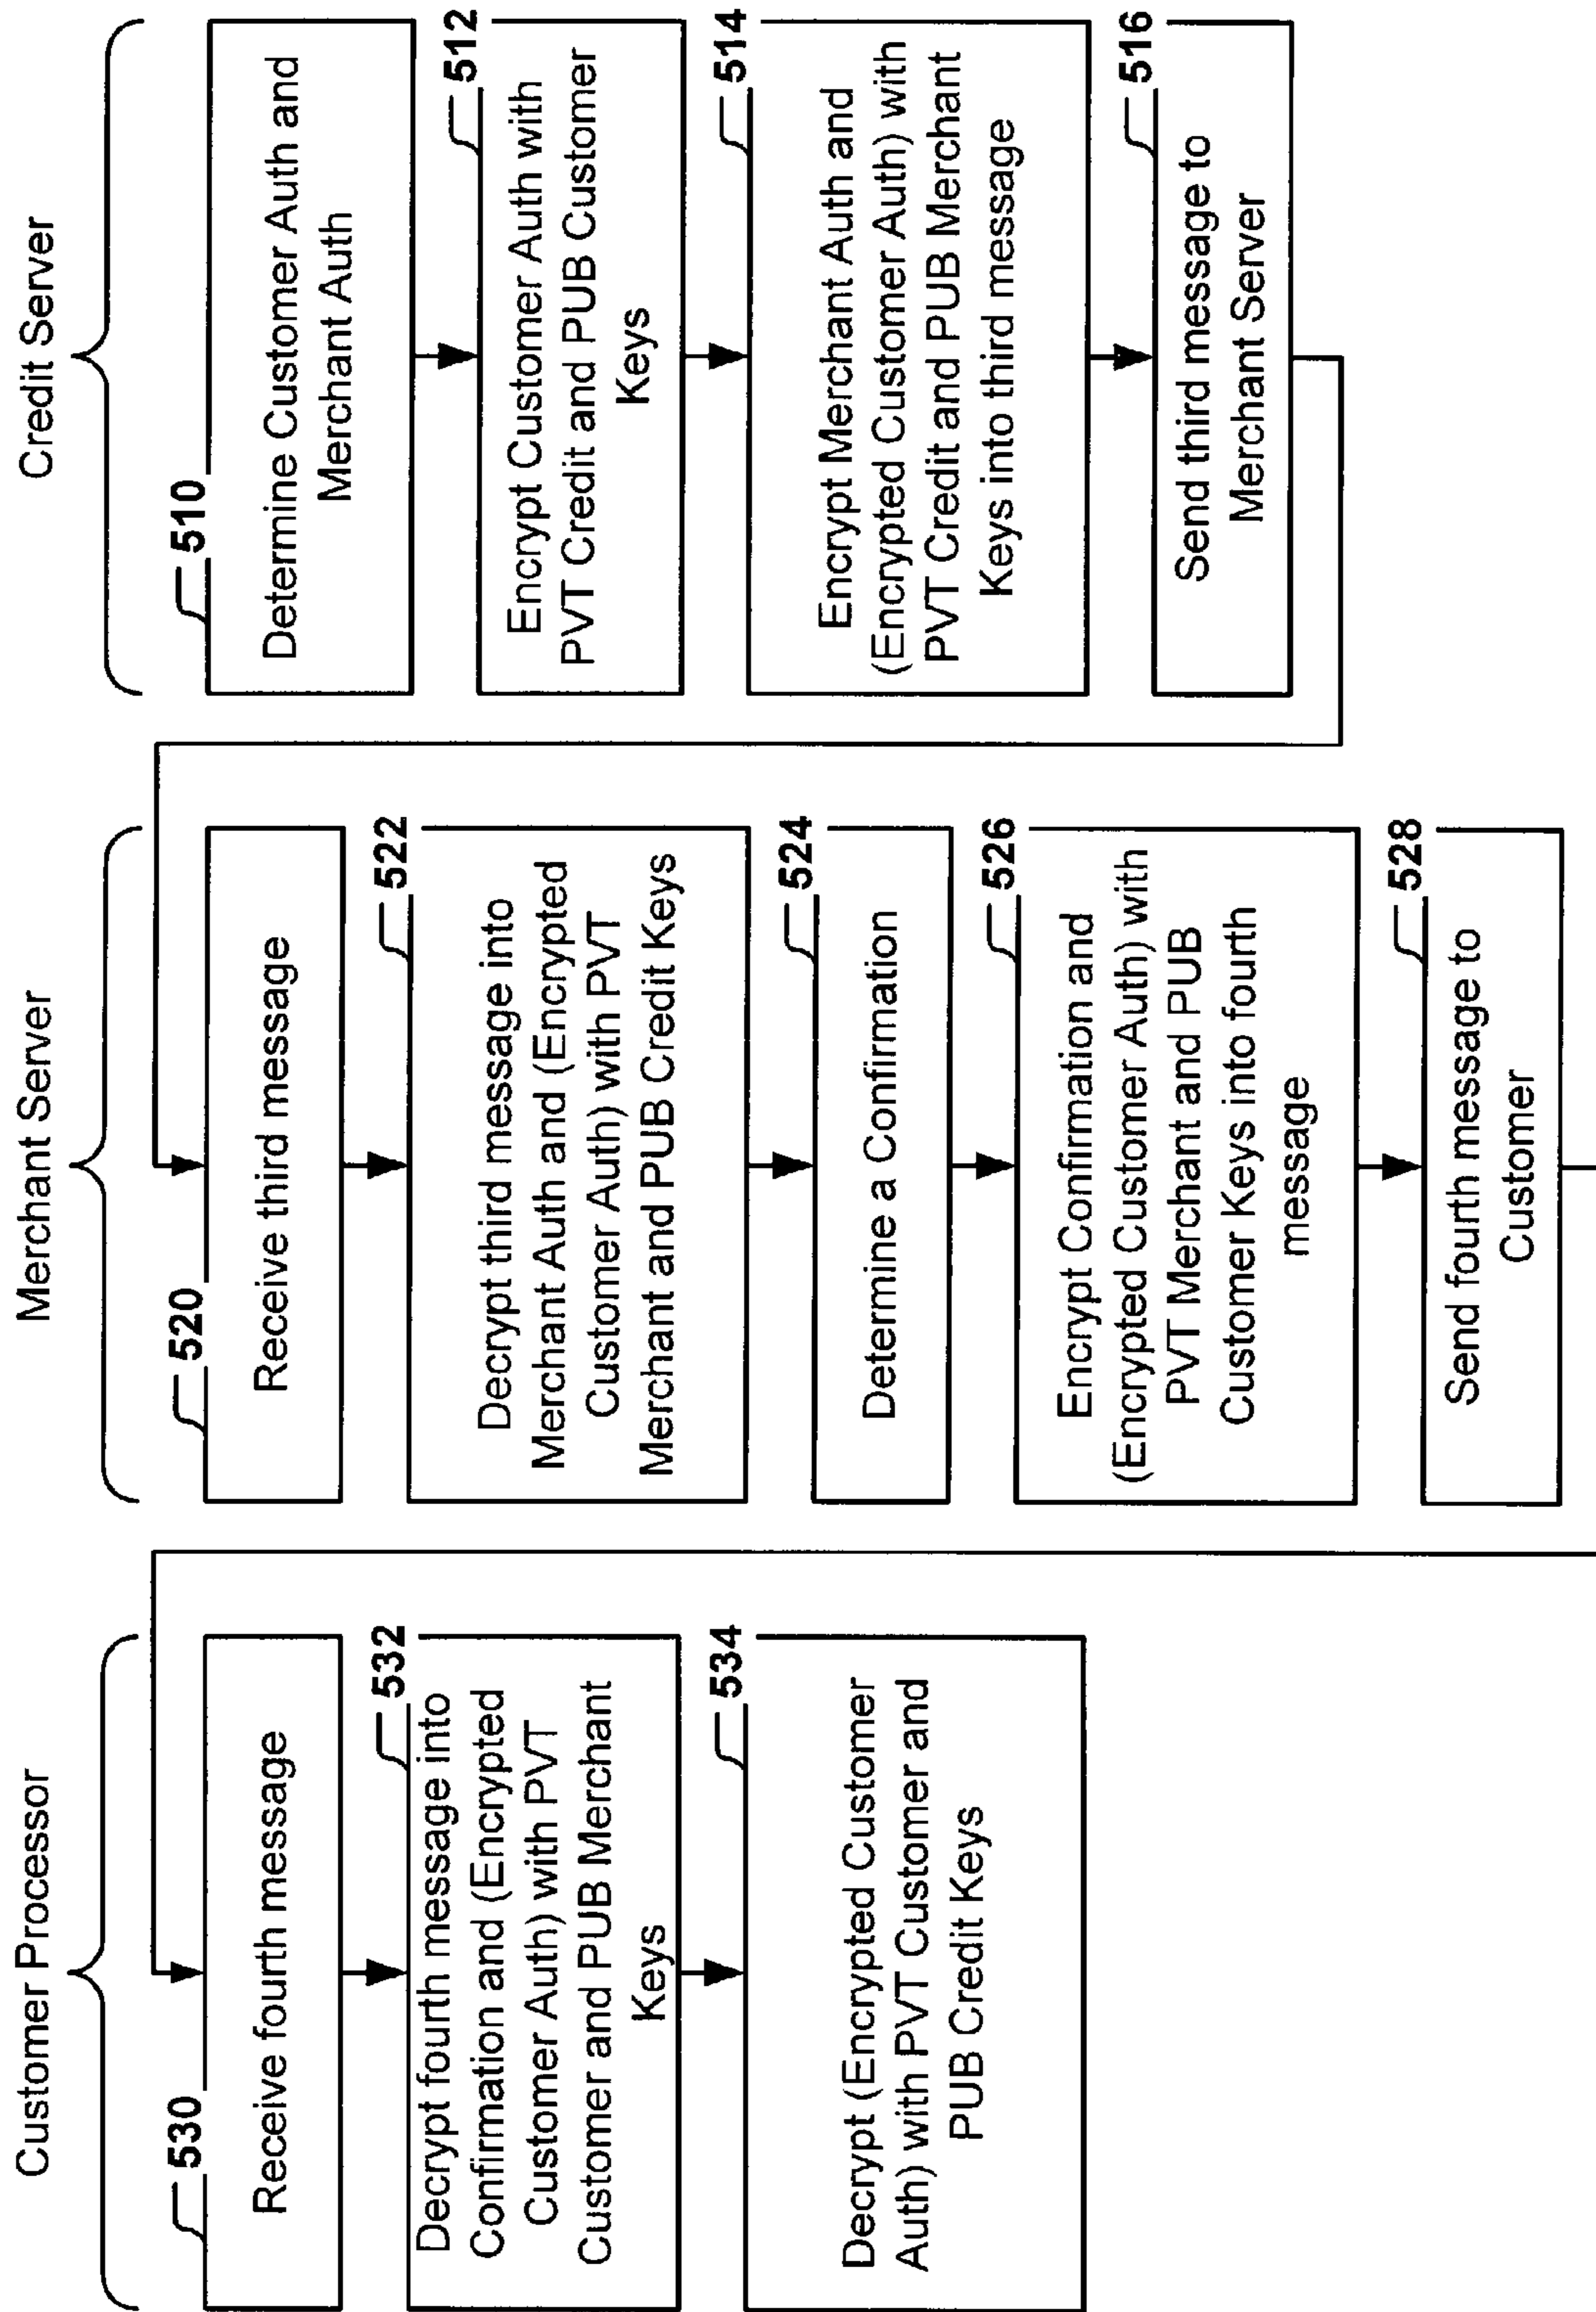 Customer Processor
530
Receive fourth message
532
Decrypt fourth message into
Confirmation and (Encrypted
Customer Auth) with PVT
Customer and PUB Merchant
Keys
534
Decrypt (Encrypted Customer
Auth) with PVT Customer and
PUB Credit Keys
Merchant Server
520
Receive third message
522
Decrypt third message into
Merchant Auth and (Encrypted
Customer Auth) with PVT
Merchant and PUB Credit Keys
524
Determine a Confirmation
526
Encrypt Confirmation and
(Encrypted Customer Auth) with
PVT Merchant and PUB
Customer Keys into fourth
message
528
Send fourth message to
Customer
Credit Server
510
Determine Customer Auth and
Merchant Auth
512
Encrypt Customer Auth with
PVT Credit and PUB Customer
Keys
514
Encrypt Merchant Auth and
(Encrypted Customer Auth) with
PVT Credit and PUB Merchant
Keys into third message
516
Send third message to
Merchant Server